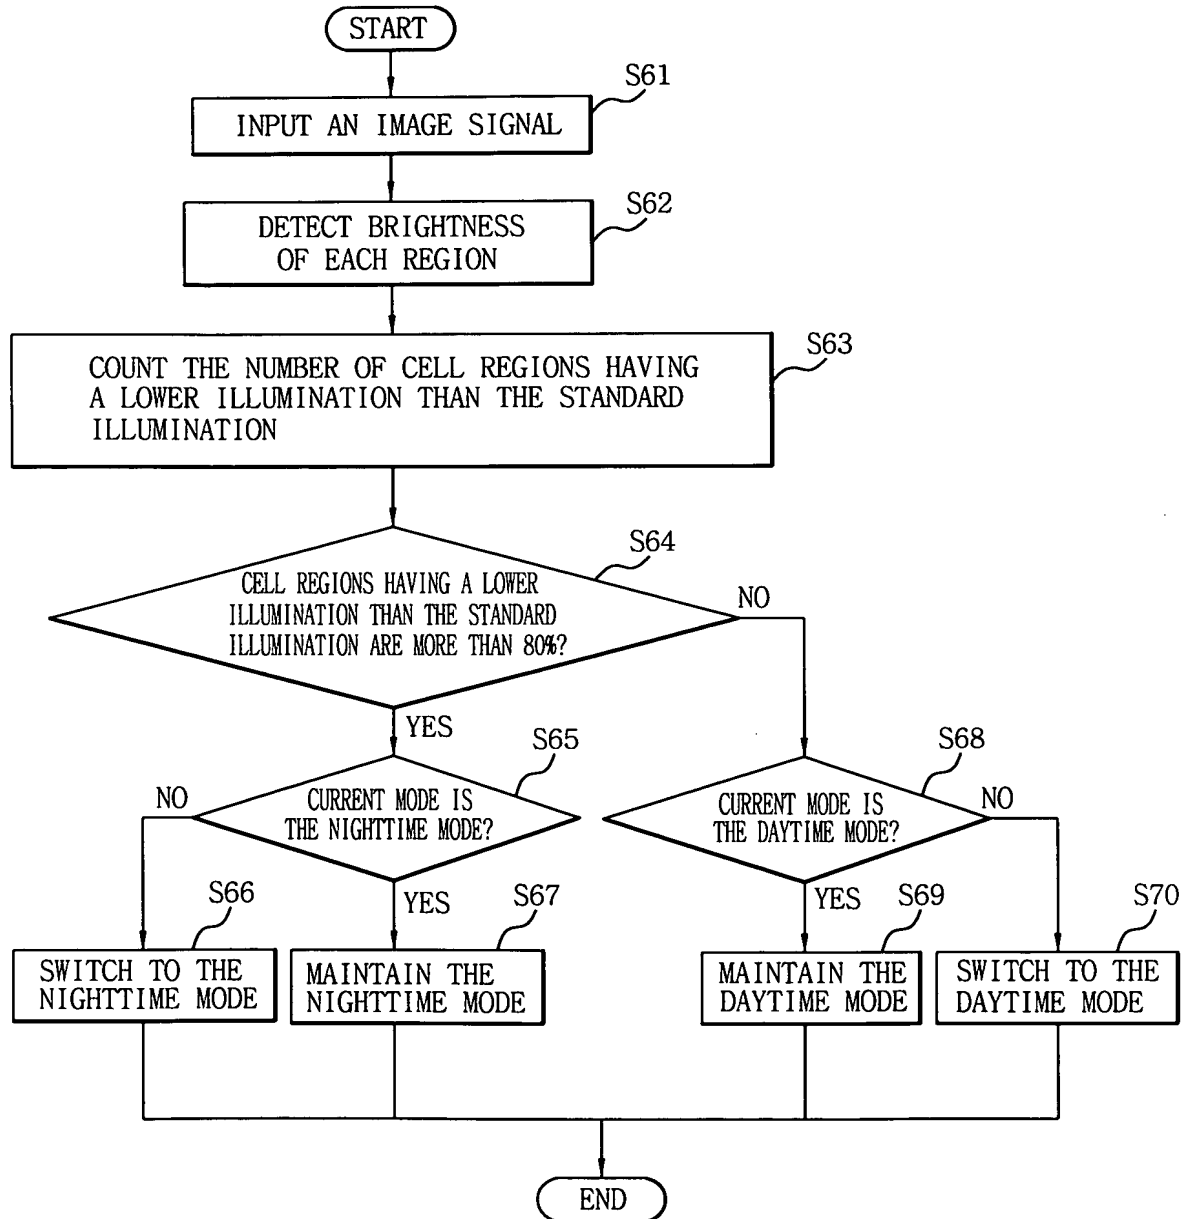 START
S61
INPUT AN IMAGE SIGNAL
S62
DETECT BRIGHTNESS
OF EACH REGION
S63
COUNT THE NUMBER OF CELL REGIONS HAVING
A LOWER ILLUMINATION THAN THE STANDARD
ILLUMINATION
S64
CELL REGIONS HAVING A LOWER
ILLUMINATION THAN THE STANDARD
ILLUMINATION ARE MORE THAN 80%?
NO
YES
S65
CURRENT MODE IS
THE NIGHTTIME MODE?
NO
YES
S68
CURRENT MODE IS
THE DAYTIME MODE?
NO
YES
S66
SWITCH TO THE
NIGHTTIME MODE
S67
MAINTAIN THE
NIGHTTIME MODE
S69
MAINTAIN THE
DAYTIME MODE
S70
SWITCH TO THE
DAYTIME MODE
END